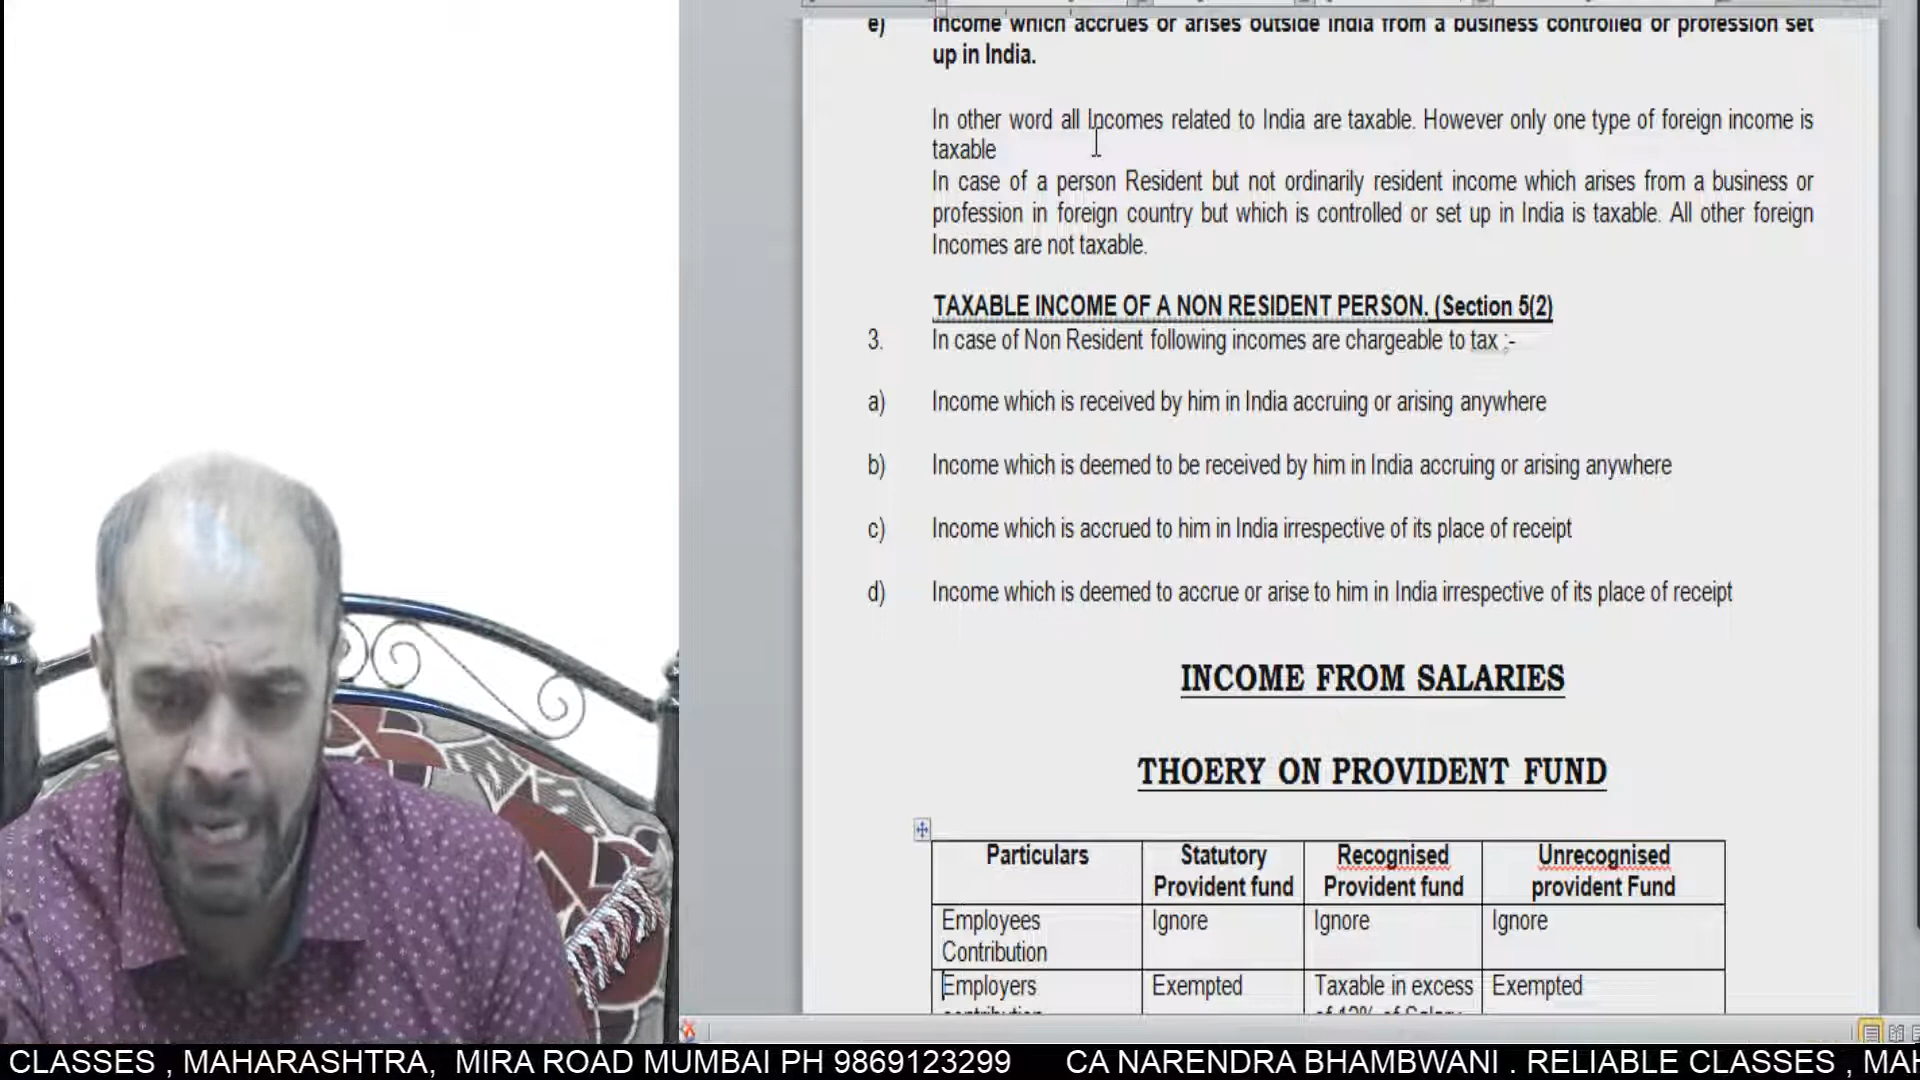 e) Income which accrues or arises outside India from a business controlled or profession set
up in India.
In other word all Incomes related to India are taxable. However only one type of foreign income is
taxable
In case of a person Resident but not ordinarily resident income which arises from a business or
profession in foreign country but which is controlled or set up in India is taxable. All other foreign
Incomes are not taxable.
TAXABLE INCOME OF A NON RESIDENT PERSON. (Section 5(2)
3. In case of Non Resident following incomes are chargeable to tax :-
a) Income which is received by him in India accruing or arising anywhere
b) Income which is deemed to be received by him in India accruing or arising anywhere
c) Income which is accrued to him in India irrespective of its place of receipt
d) Income which is deemed to accrue or arise to him in India irrespective of its place of receipt
INCOME FROM SALARIES
THOERY ON PROVIDENT FUND
Particulars Statutory Provident fund Recognised Provident fund Unrecognised provident Fund
Employees Contribution Ignore Ignore Ignore
Employers contribution Exempted Taxable in excess of 12% of Salary Exempted
CLASSES , MAHARASHTRA, MIRA ROAD MUMBAI PH 9869123299 CA NARENDRA BHAMBWANI . RELIABLE CLASSES , MAH